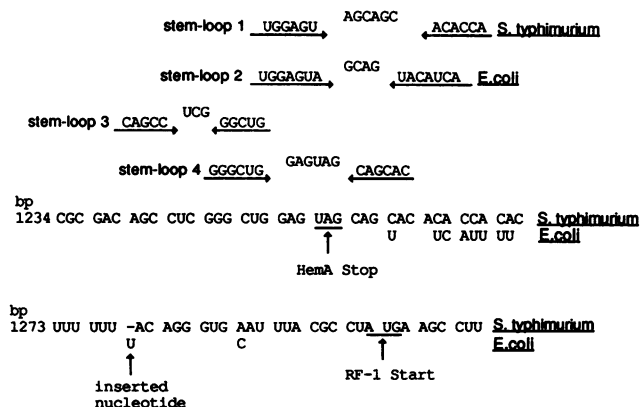 stem-loop 1 UGGAGU AGCAGC ACACCA S. typhimurium
stem-loop 2 UGGAGUA GCAG UACAUCA E.coli
stem-loop 3 CAGCC UCG GGCUG
stem-loop 4 GGGCUG GAGUAG CAGCAC
bp
1234 CGC GAC AGC CUC GGG CUG GAG UAG CAG CAC ACA CCA CAC S. typhimurium
U UC AUU UU E.coli
HemA Stop
bp
1273 UUU UUU -AC AGG GUG AAU UUA CGC CUA UGA AGC CUU S. typhimurium
U C E.coli
inserted nucleotide
RF-1 Start